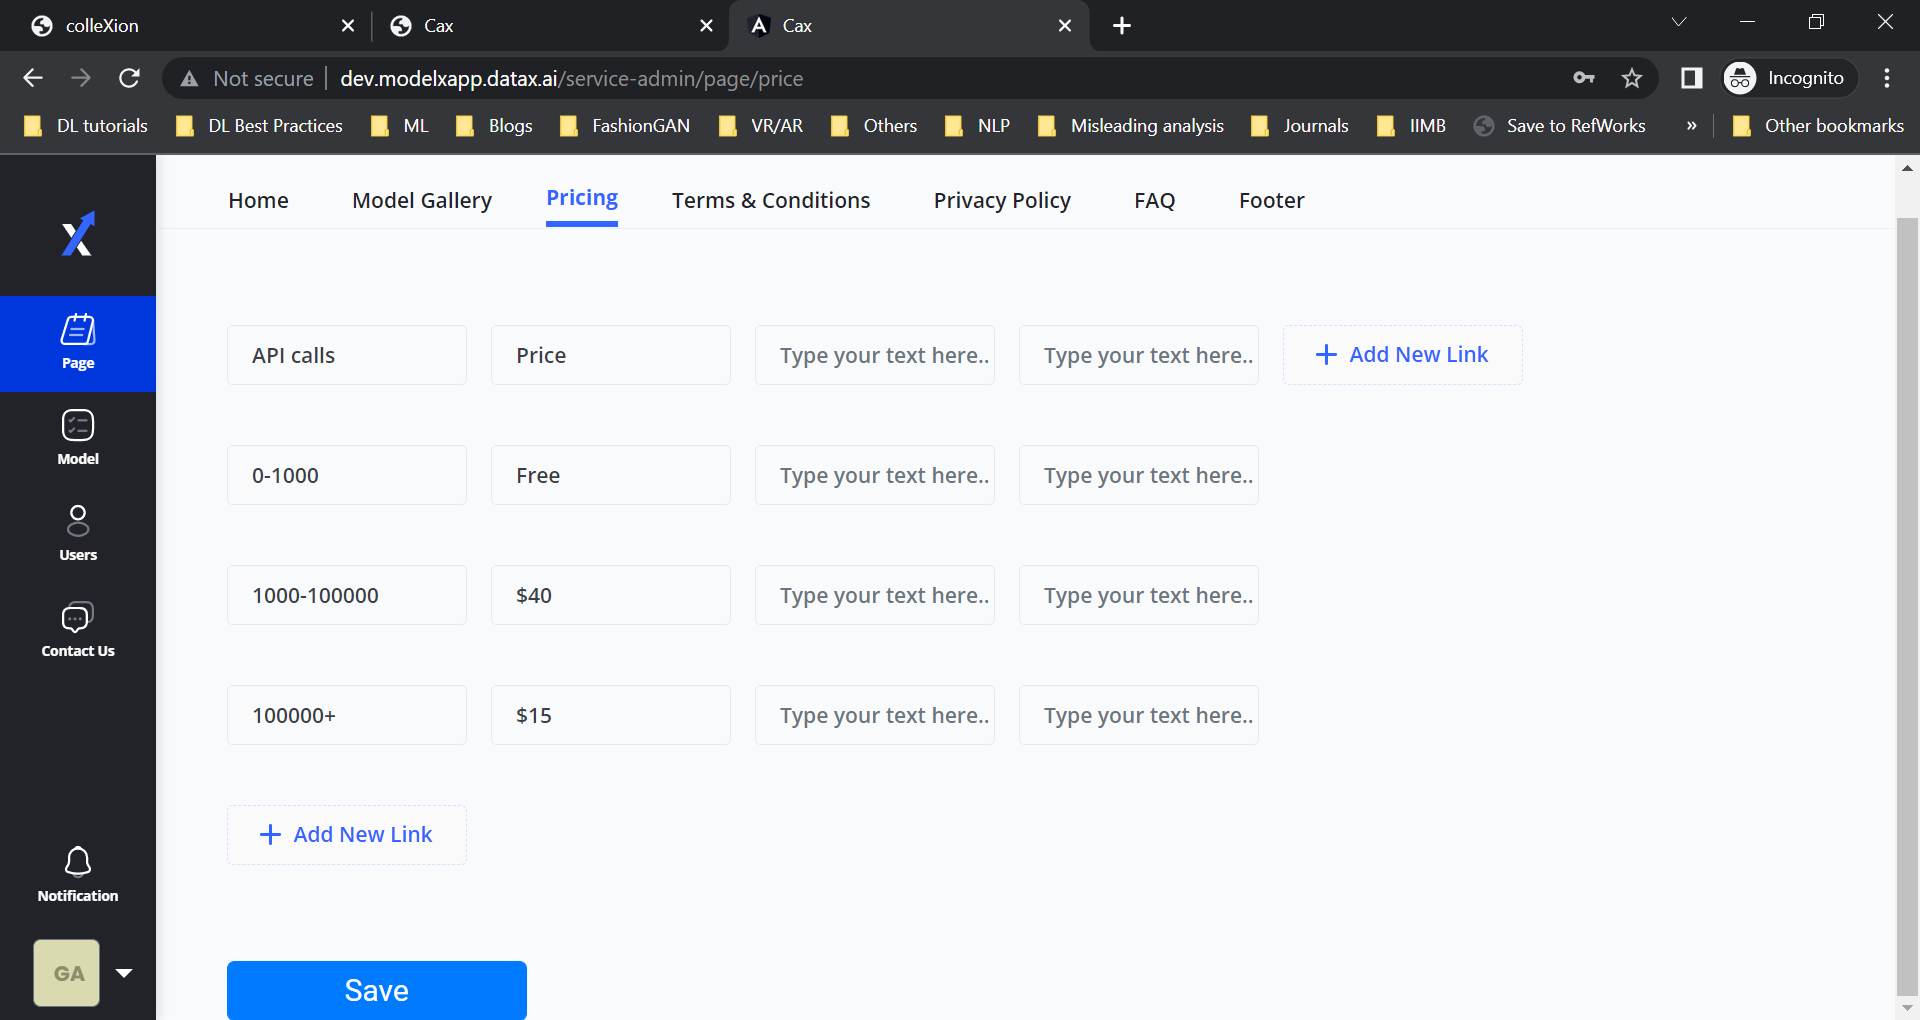 colleXion
Cax
Cax
Not secure
dev.modelxapp.datax.ai/service-admin/page/price
Incognito
DL tutorials
DL Best Practices
ML
Blogs
FashionGAN
VR/AR
Others
NLP
Misleading analysis
Journals
IIMB
Save to RefWorks
»
Other bookmarks
X
Page
Model
Users
Contact Us
Notification
GA
Home
Model Gallery
Pricing
Terms & Conditions
Privacy Policy
FAQ
Footer
API calls
Price
Type your text here..
Type your text here..
+ Add New Link
0-1000
Free
Type your text here..
Type your text here..
1000-100000
$40
Type your text here..
Type your text here..
100000+
$15
Type your text here..
Type your text here..
+ Add New Link
Save